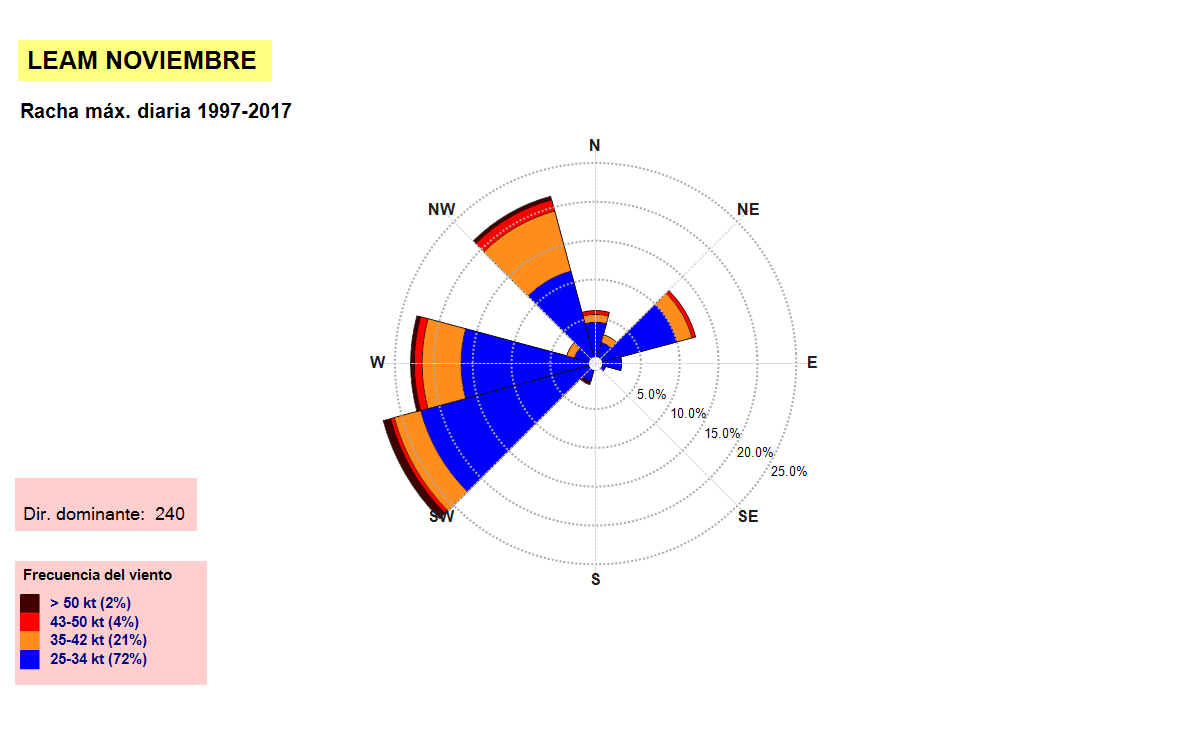 LEAM NOVIEMBRE
Racha máx. diaria 1997-2017
N
NW
NE
W
E
5.0%
10.0%
15.0%
20.0%
25.0%
SW
SE
S
Dir. dominante: 240
Frecuencia del viento
> 50 kt (2%)
43-50 kt (4%)
35-42 kt (21%)
25-34 kt (72%)